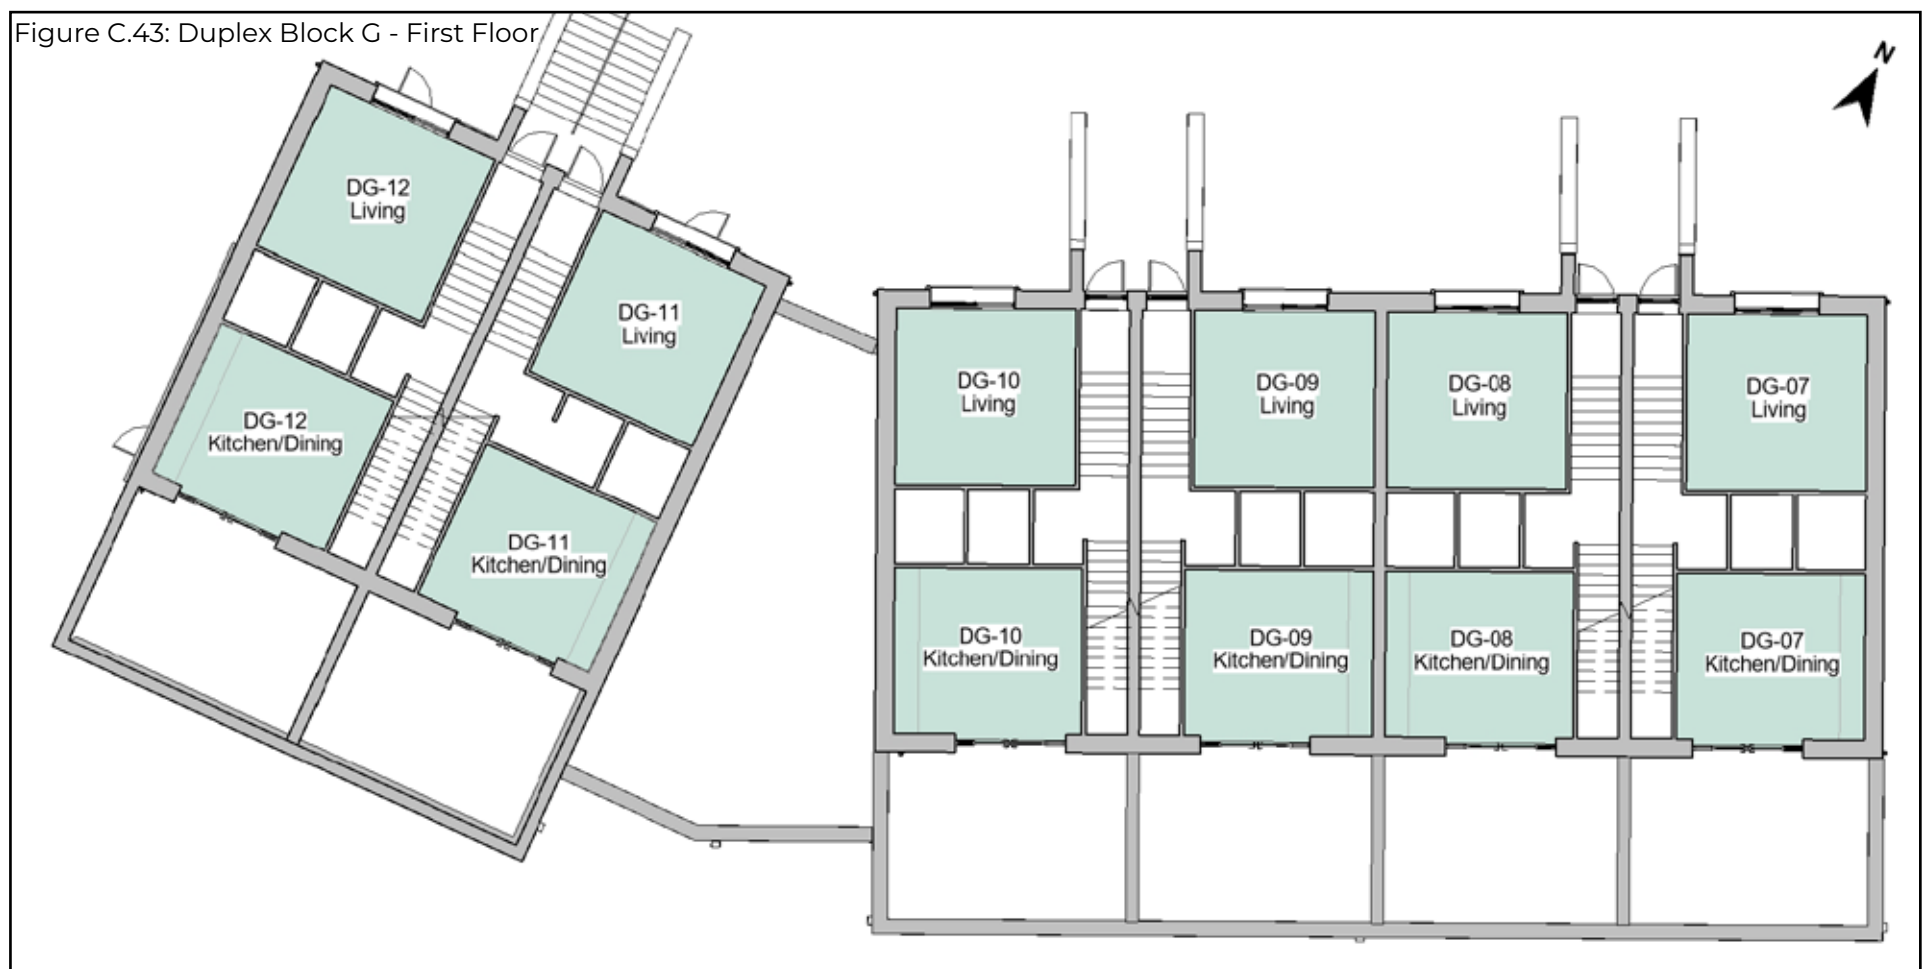 Figure C.43: Duplex Block G - First Floor
N
DG-12
Living
DG-11
Living
DG-10
Living
DG-09
Living
DG-08
Living
DG-07
Living
DG-12
Kitchen/Dining
DG-11
Kitchen/Dining
DG-10
Kitchen/Dining
DG-09
Kitchen/Dining
DG-08
Kitchen/Dining
DG-07
Kitchen/Dining